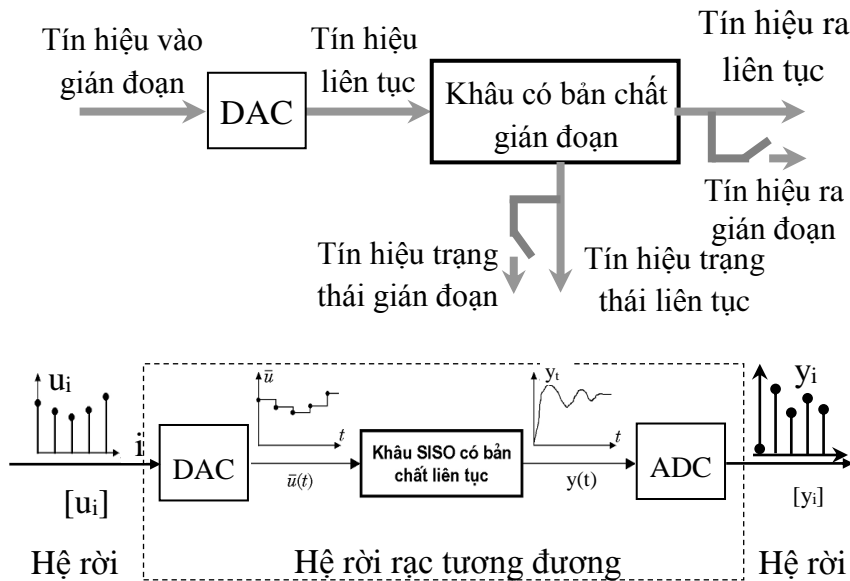 Tín hiệu vào
gián đoạn
Tín hiệu
liên tục
Tín hiệu ra
liên tục
DAC
Khâu có bản chất
gián đoạn
Tín hiệu ra
gián đoạn
Tín hiệu trạng
thái gián đoạn
Tín hiệu trạng
thái liên tục
uᵢ
i
ū
t
yₜ
t
yᵢ
DAC
ū(t)
Khâu SISO có bản
chất liên tục
y(t)
ADC
[uᵢ]
[yᵢ]
Hệ rời
Hệ rời rạc tương đương
Hệ rời